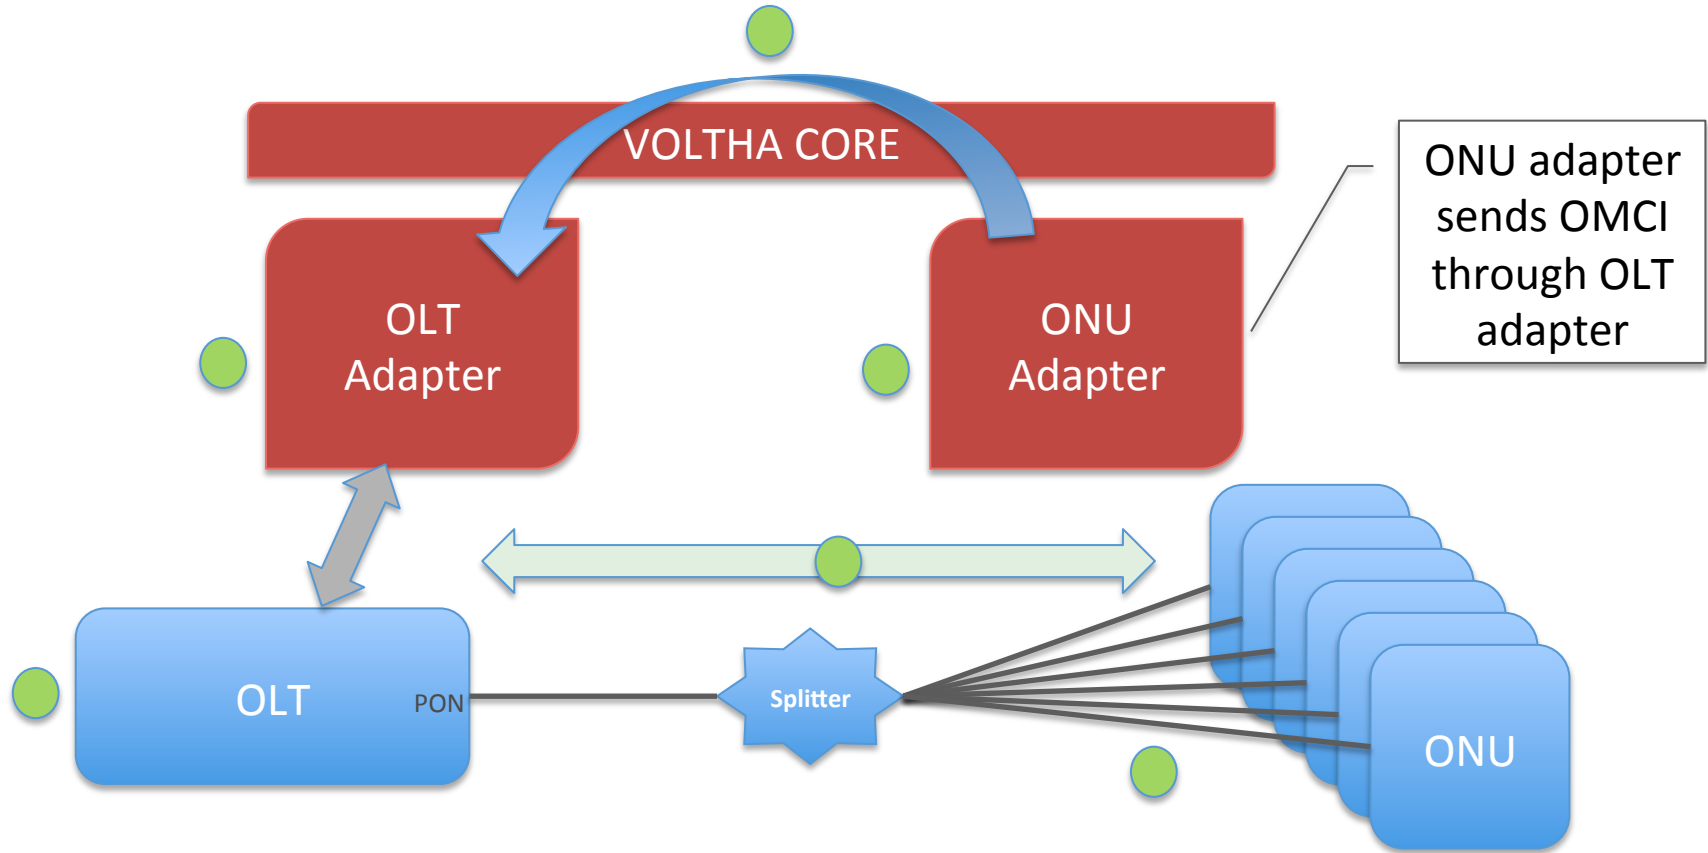 VOLTHA CORE
ONU adapter
sends OMCI
through OLT
adapter
OLT
Adapter
ONU
Adapter
OLT
PON
Splitter
ONU